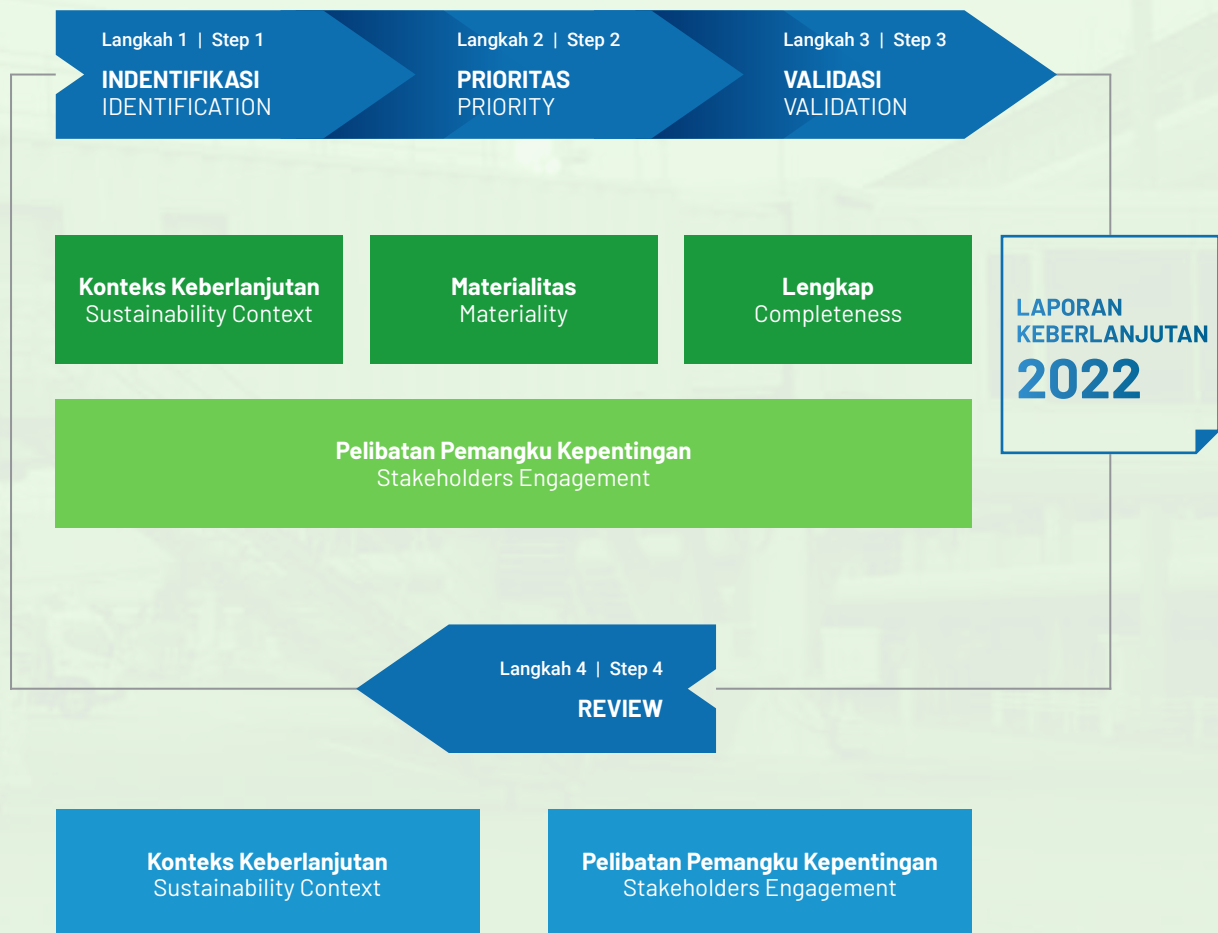 Langkah 1 | Step 1
INDENTIFIKASI
IDENTIFICATION
Langkah 2 | Step 2
PRIORITAS
PRIORITY
Langkah 3 | Step 3
VALIDASI
VALIDATION
Konteks Keberlanjutan
Sustainability Context
Materialitas
Materiality
Lengkap
Completeness
LAPORAN
KEBERLANJUTAN
2022
Pelibatan Pemangku Kepentingan
Stakeholders Engagement
Langkah 4 | Step 4
REVIEW
Konteks Keberlanjutan
Sustainability Context
Pelibatan Pemangku Kepentingan
Stakeholders Engagement